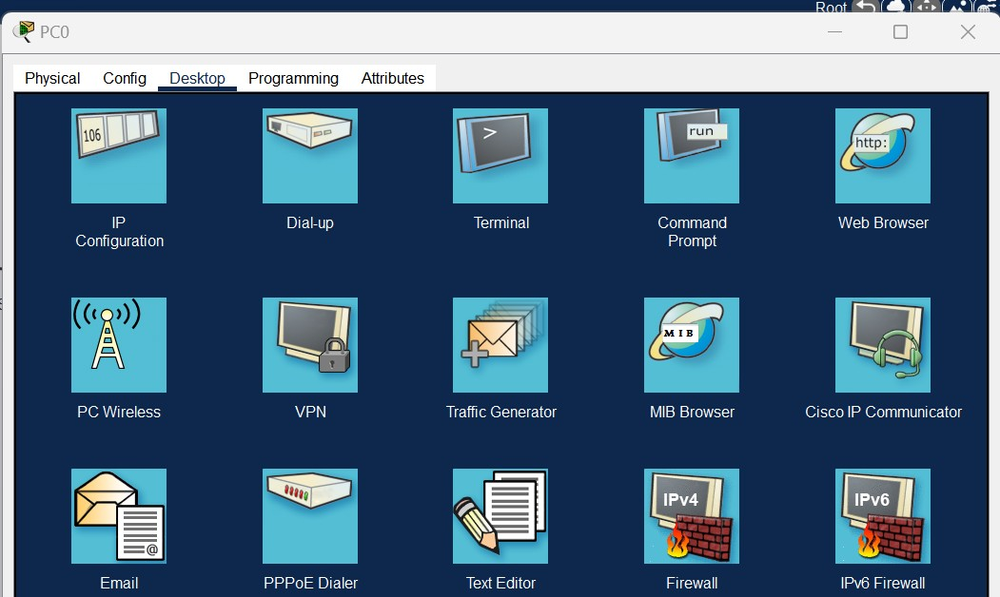 Root
PC0
Physical Config Desktop Programming Attributes
106
>
run
http:
IP
Configuration
Dial-up
Terminal
Command
Prompt
Web Browser
MIB
PC Wireless
VPN
Traffic Generator
MIB Browser
Cisco IP Communicator
@
IPv4
IPv6
Email
PPPoE Dialer
Text Editor
Firewall
IPv6 Firewall